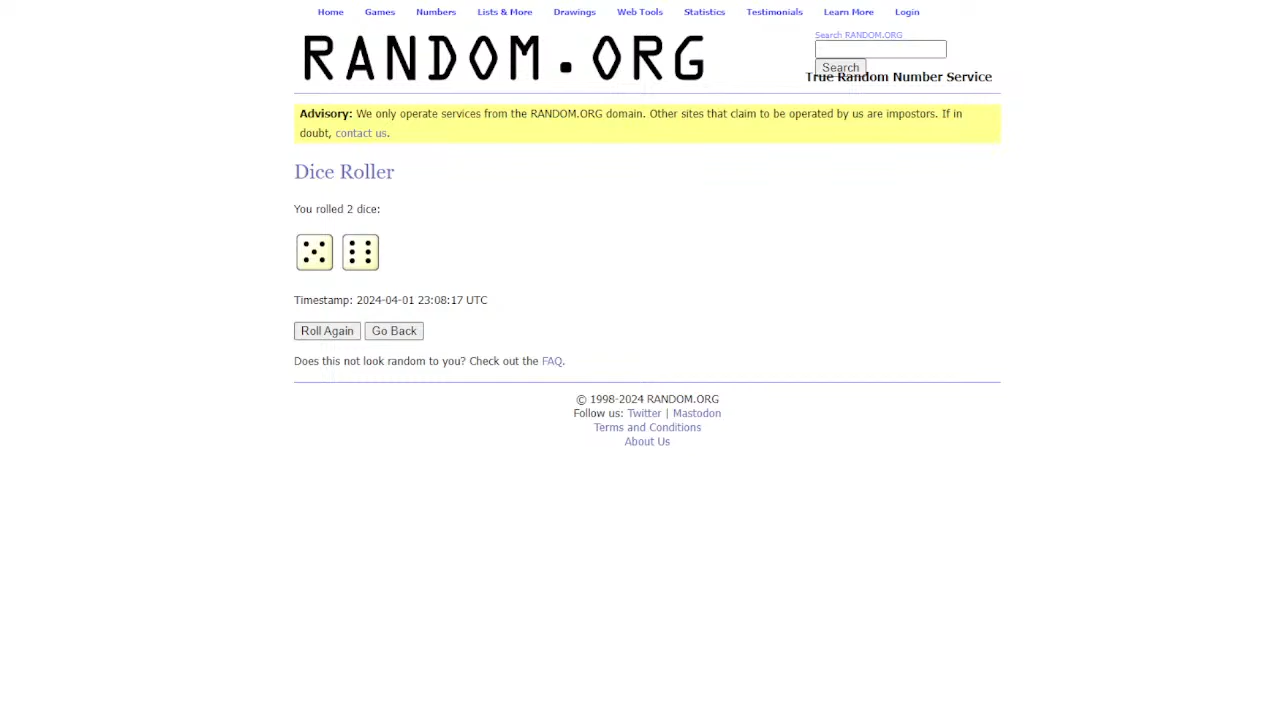 Home Games Numbers Lists & More Drawings Web Tools Statistics Testimonials Learn More Login
RANDOM.ORG
Search RANDOM.ORG
Search
True Random Number Service
Advisory: We only operate services from the RANDOM.ORG domain. Other sites that claim to be operated by us are impostors. If in
doubt, contact us.
Dice Roller
You rolled 2 dice:
Timestamp: 2024-04-01 23:08:17 UTC
Roll Again Go Back
Does this not look random to you? Check out the FAQ.
© 1998-2024 RANDOM.ORG
Follow us: Twitter | Mastodon
Terms and Conditions
About Us